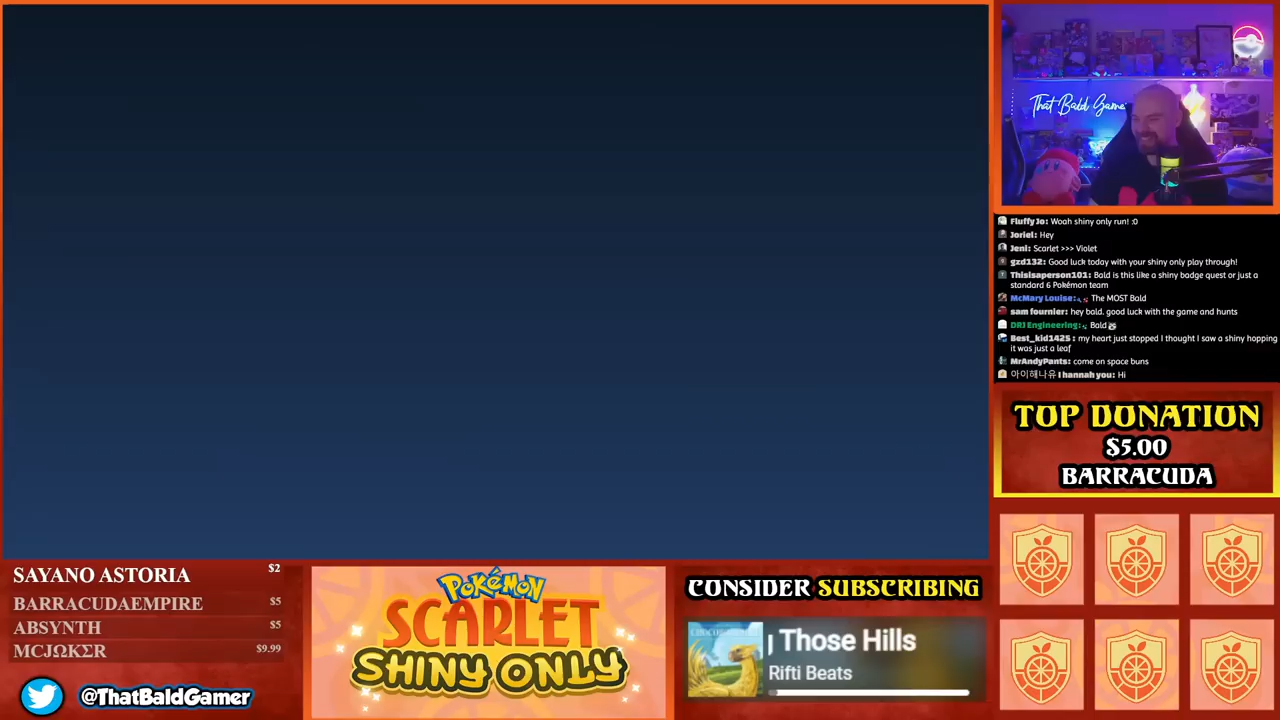 That Bald Game
Fluffy Jo: Woah shiny only run! :0
Joriel: Hey
Jeni: Scarlet >>> Violet
gzd132: Good luck today with your shiny only play through!
Thisisaperson101: Bald is this like a shiny badge quest or just a
standard 6 Pokémon team
McMary Louise: The MOST Bald
sam fournier: hey bald. good luck with the game and hunts
DRJ Engineering: Bald
Best_kid1425 : my heart just stopped I thought I saw a shiny hopping
it was just a leaf
MrAndyPants: come on space buns
아이해나유 I hannah you: Hi
TOP DONATION
$5.00
BARRACUDA
SAYANO ASTORIA $2
BARRACUDAEMPIRE $5
ABSYNTH $5
MCJΩKΣR $9.99
@ThatBaldGamer
POKéMON
SCARLET
SHINY ONLY
CONSIDER SUBSCRIBING
Those Hills
Rifti Beats